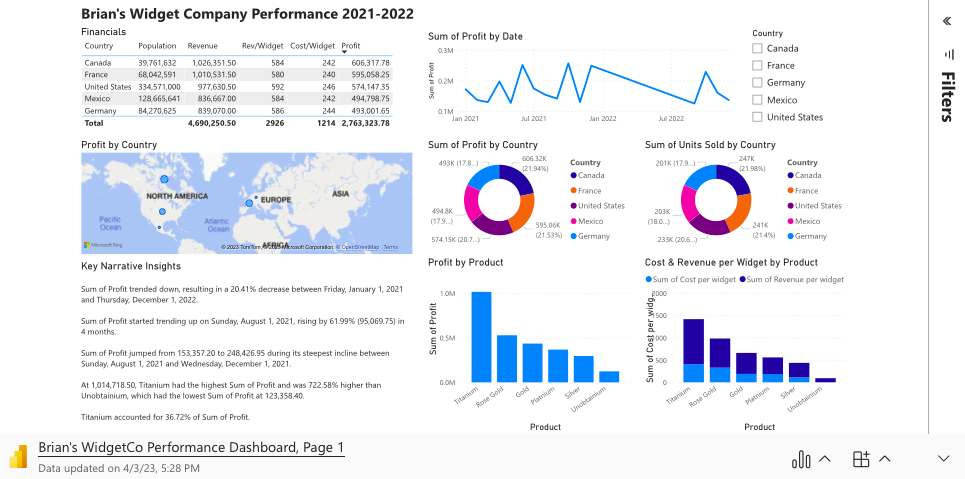 Brian's Widget Company Performance 2021-2022
Financials
Country Population Revenue Rev/Widget Cost/Widget Profit
Canada 39,761,632 1,026,351.50 584 242 606,317.78
France 68,042,591 1,010,531.50 580 240 595,058.25
United States 334,571,000 977,630.50 592 246 574,147.35
Mexico 128,665,641 836,667.00 584 242 494,798.75
Germany 84,270,625 839,070.00 586 244 493,001.65
Total 4,690,250.50 2926 1214 2,763,323.78
Profit by Country
NORTH AMERICA
EUROPE
ASIA
Pacific
Ocean
Atlantic
Ocean
AFRICA
Microsoft Bing
© 2023 TomTom, © 2023 Microsoft Corporation, © OpenStreetMap Terms
Key Narrative Insights
Sum of Profit trended down, resulting in a 20.41% decrease between Friday, January 1, 2021
and Thursday, December 1, 2022.
Sum of Profit started trending up on Sunday, August 1, 2021, rising by 61.99% (95,069.75) in
4 months.
Sum of Profit jumped from 153,357.20 to 248,426.95 during its steepest incline between
Sunday, August 1, 2021 and Wednesday, December 1, 2021.
At 1,014,718.50, Titanium had the highest Sum of Profit and was 722.58% higher than
Unobtainium, which had the lowest Sum of Profit at 123,358.40.
Titanium accounted for 36.72% of Sum of Profit.
Sum of Profit by Date
Sum of Profit
0.3M
0.2M
0.1M
Jan 2021 Jul 2021 Jan 2022 Jul 2022
Country
Canada
France
Germany
Mexico
United States
Sum of Profit by Country
493K (17.8...)
606.32K
(21.94%)
494.8K
(17.9...)
595.06K
(21.53%)
574.15K (20.7...)
Country
Canada
France
United States
Mexico
Germany
Sum of Units Sold by Country
201K (17.9...)
247K
(21.98%)
203K
(18.0...)
241K
(21.4%)
233K (20.6...)
Country
Canada
France
United States
Mexico
Germany
Profit by Product
Sum of Profit
1.0M
0.5M
0.0M
Titanium Rose Gold Gold Platinium Silver Unobtainium
Product
Cost & Revenue per Widget by Product
Sum of Cost per widget Sum of Revenue per widget
Sum of Cost per widg...
2000
1500
1000
500
0
Titanium Rose Gold Gold Platinium Silver Unobtainium
Product
Filters
Brian's WidgetCo Performance Dashboard, Page 1
Data updated on 4/3/23, 5:28 PM